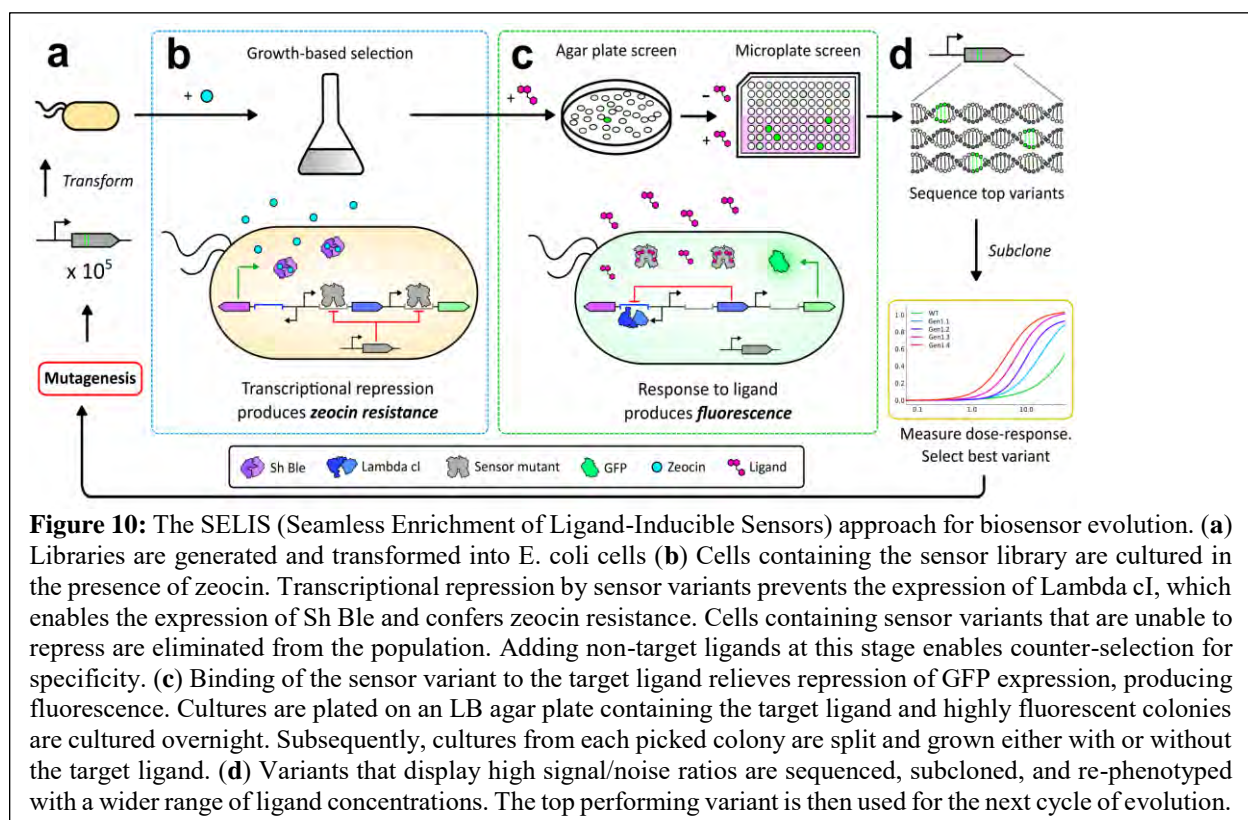 a
b
c
d
Growth-based selection
Agar plate screen
Microplate screen
+
+
-
+
Transform
x 10⁵
Mutagenesis
Transcriptional repression
produces zeocin resistance
Response to ligand
produces fluorescence
Sequence top variants
Subclone
WT
Gen1.1
Gen1.2
Gen1.3
Gen1.4
1.0
0.8
0.6
0.4
0.2
0.0
0.1
1.0
10.0
Measure dose-response.
Select best variant
Sh Ble
Lambda cI
Sensor mutant
GFP
Zeocin
Ligand
Figure 10: The SELIS (Seamless Enrichment of Ligand-Inducible Sensors) approach for biosensor evolution. (a)
Libraries are generated and transformed into E. coli cells (b) Cells containing the sensor library are cultured in
the presence of zeocin. Transcriptional repression by sensor variants prevents the expression of Lambda cI, which
enables the expression of Sh Ble and confers zeocin resistance. Cells containing sensor variants that are unable to
repress are eliminated from the population. Adding non-target ligands at this stage enables counter-selection for
specificity. (c) Binding of the sensor variant to the target ligand relieves repression of GFP expression, producing
fluorescence. Cultures are plated on an LB agar plate containing the target ligand and highly fluorescent colonies
are cultured overnight. Subsequently, cultures from each picked colony are split and grown either with or without
the target ligand. (d) Variants that display high signal/noise ratios are sequenced, subcloned, and re-phenotyped
with a wider range of ligand concentrations. The top performing variant is then used for the next cycle of evolution.